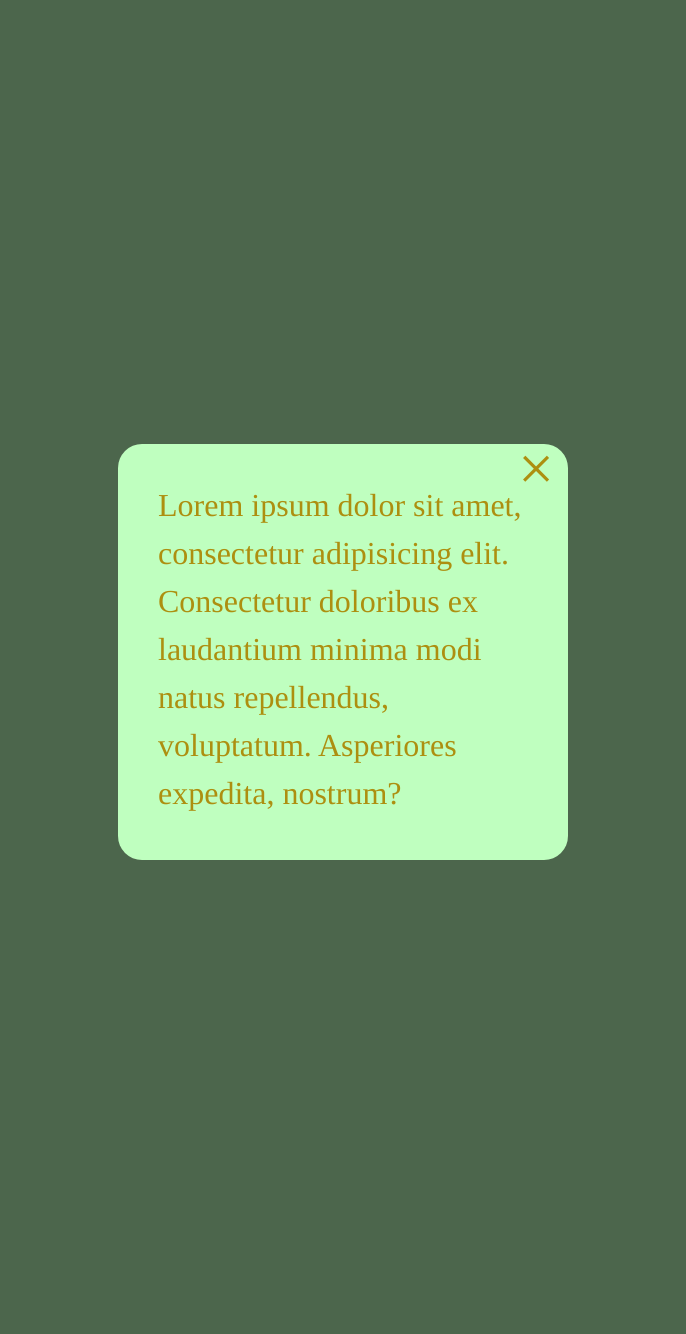 Lorem ipsum dolor sit amet,
consectetur adipisicing elit.
Consectetur doloribus ex
laudantium minima modi
natus repellendus,
voluptatum. Asperiores
expedita, nostrum?